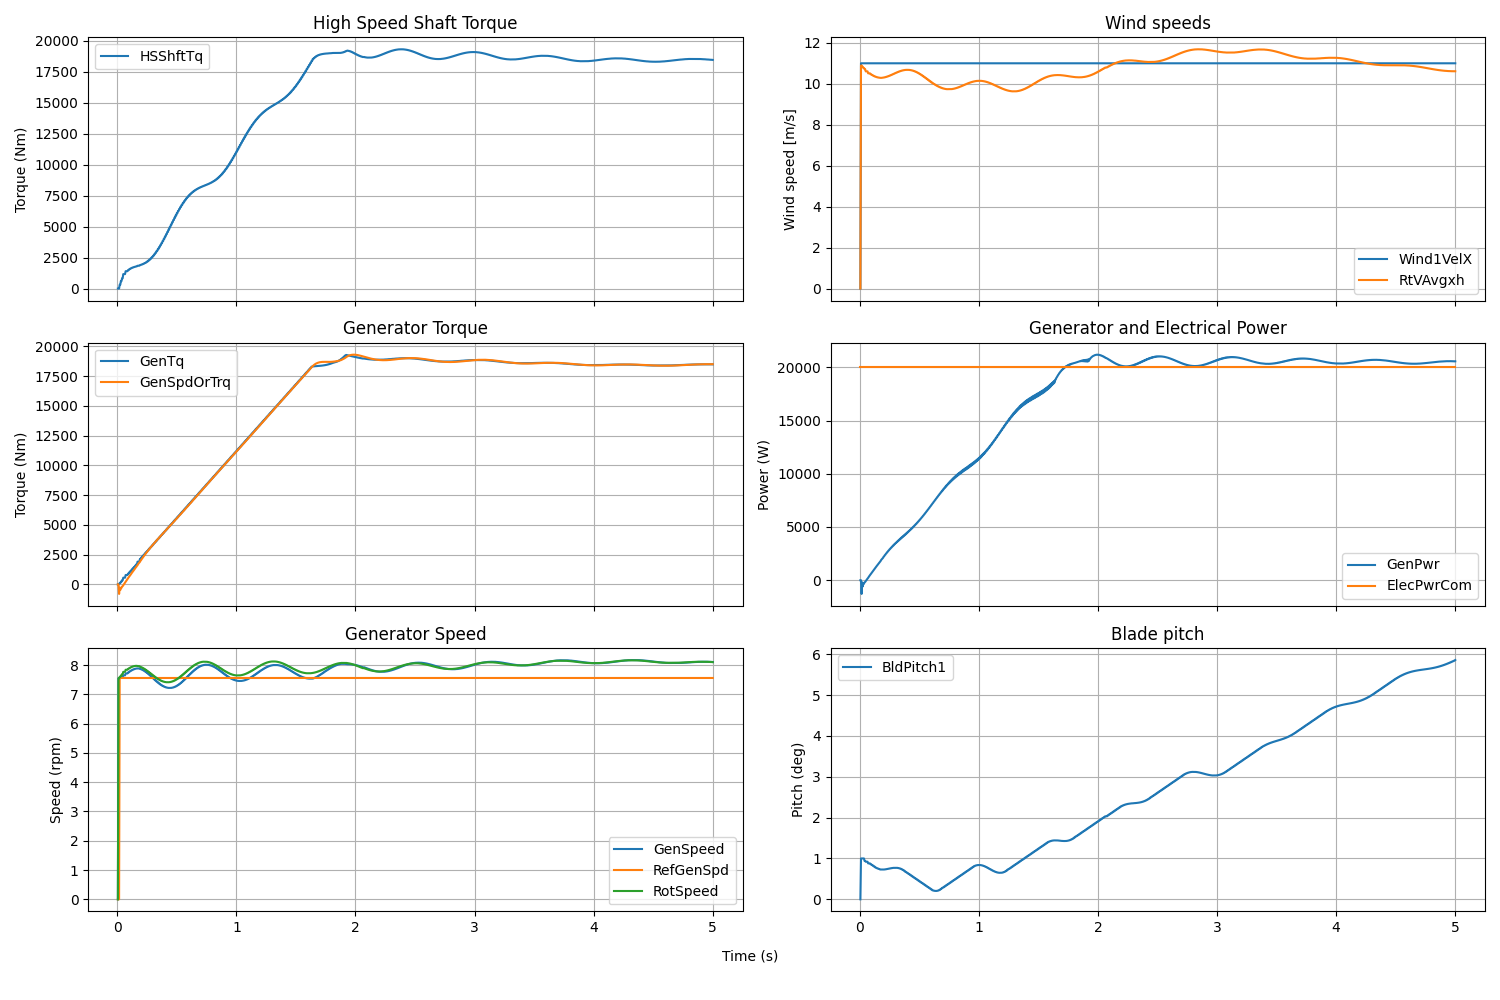 High Speed Shaft Torque
HSShftTq
Torque (Nm)
20000
17500
15000
12500
10000
7500
5000
2500
0
Wind speeds
Wind speed [m/s]
12
10
8
6
4
2
0
Wind1VelX
RtVAvgxh
Generator Torque
GenTq
GenSpdOrTrq
Torque (Nm)
20000
17500
15000
12500
10000
7500
5000
2500
0
Generator and Electrical Power
Power (W)
20000
15000
10000
5000
0
GenPwr
ElecPwrCom
Generator Speed
Speed (rpm)
8
7
6
5
4
3
2
1
0
GenSpeed
RefGenSpd
RotSpeed
0 1 2 3 4 5
Blade pitch
BldPitch1
Pitch (deg)
6
5
4
3
2
1
0
0 1 2 3 4 5
Time (s)